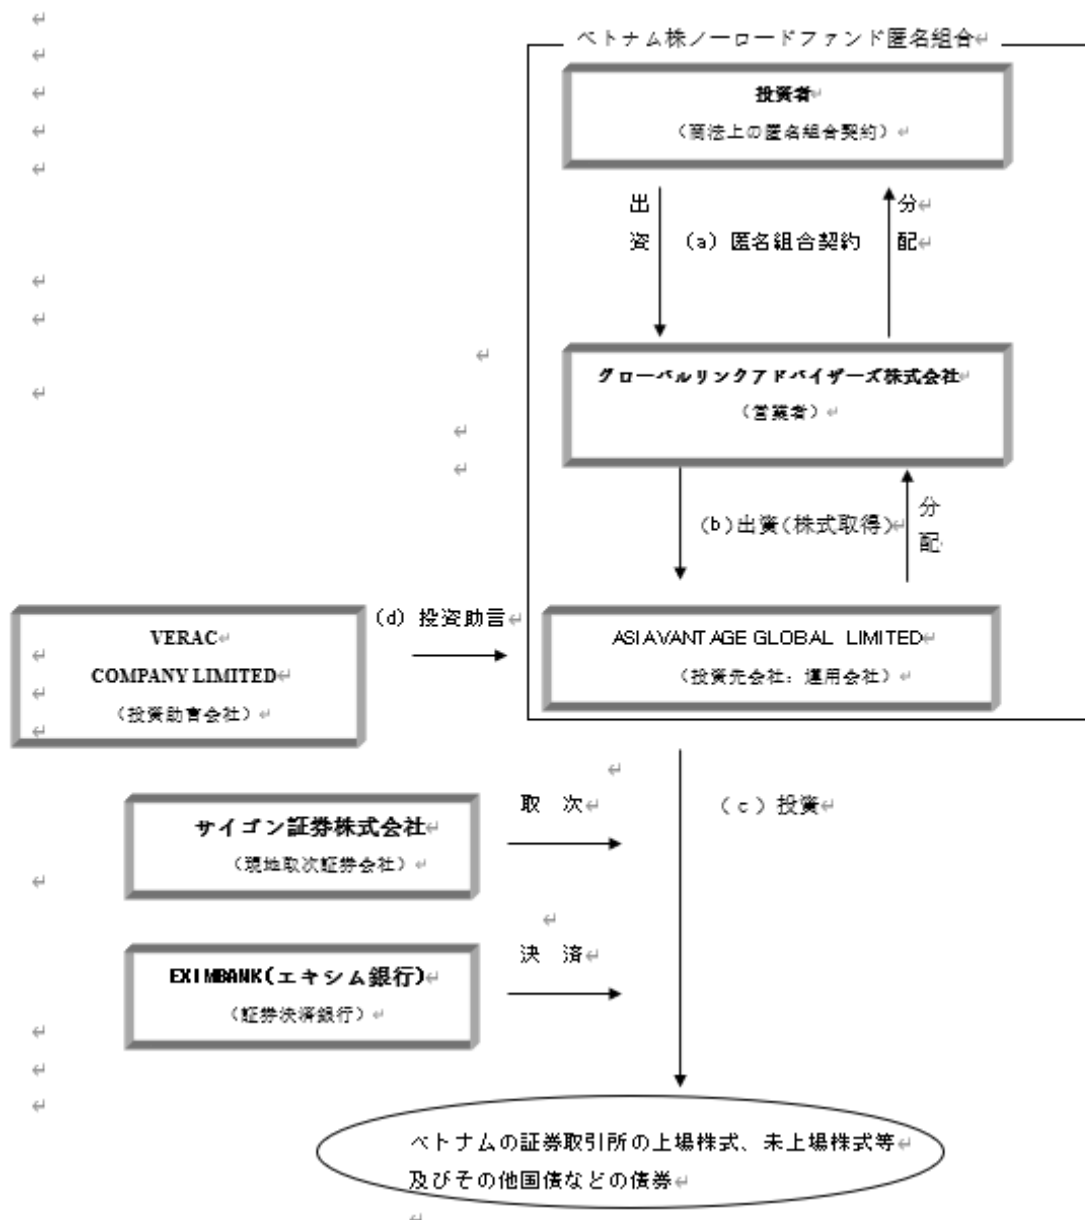 ベトナム株ノーロードファンド匿名組合↵
投資者↵
（商法上の匿名組合契約）↵
出
資
(a) 匿名組合契約
分↵
配↵
グローバルリンクアドバイザーズ株式会社↵
（営業者）↵
(b)出資(株式取得)↵
分
配
VERAC↵
COMPANY LIMITED↵
（投資助言会社）↵
(d) 投資助言↵
ASIAVANTAGE GLOBAL LIMITED↵
（投資先会社：運用会社）↵
サイゴン証券株式会社↵
（現地取次証券会社）↵
取　次↵
（ｃ）投資↵
EXIMBANK(エキシム銀行)↵
（証券決済銀行）↵
決　済↵
ベトナムの証券取引所の上場株式、未上場株式等↵
及びその他国債などの債券↵